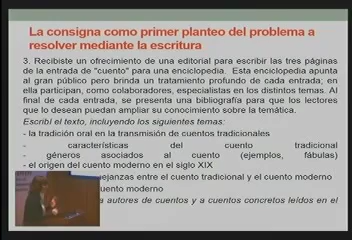 La consigna como primer planteo del problema a
resolver mediante la escritura
3. Recibiste un ofrecimiento de una editorial para escribir las tres páginas
de la entrada de "cuento" para una enciclopedia. Esta enciclopedia apunta
al gran público pero brinda un tratamiento profundo de cada entrada; en
ella participan, como colaboradores, especialistas en los distintos temas. Al
final de cada entrada, se presenta una bibliografía para que los lectores
que lo deseen puedan ampliar su conocimiento sobre la temática.
Escribí el texto, incluyendo los siguientes temas:
- la tradición oral en la transmisión de cuentos tradicionales
- características del cuento tradicional
- géneros asociados al cuento (ejemplos, fábulas)
- el origen del cuento moderno en el siglo XIX
ejanzas entre el cuento tradicional y el cuento moderno
uento moderno
a autores de cuentos y a cuentos concretos leídos en el